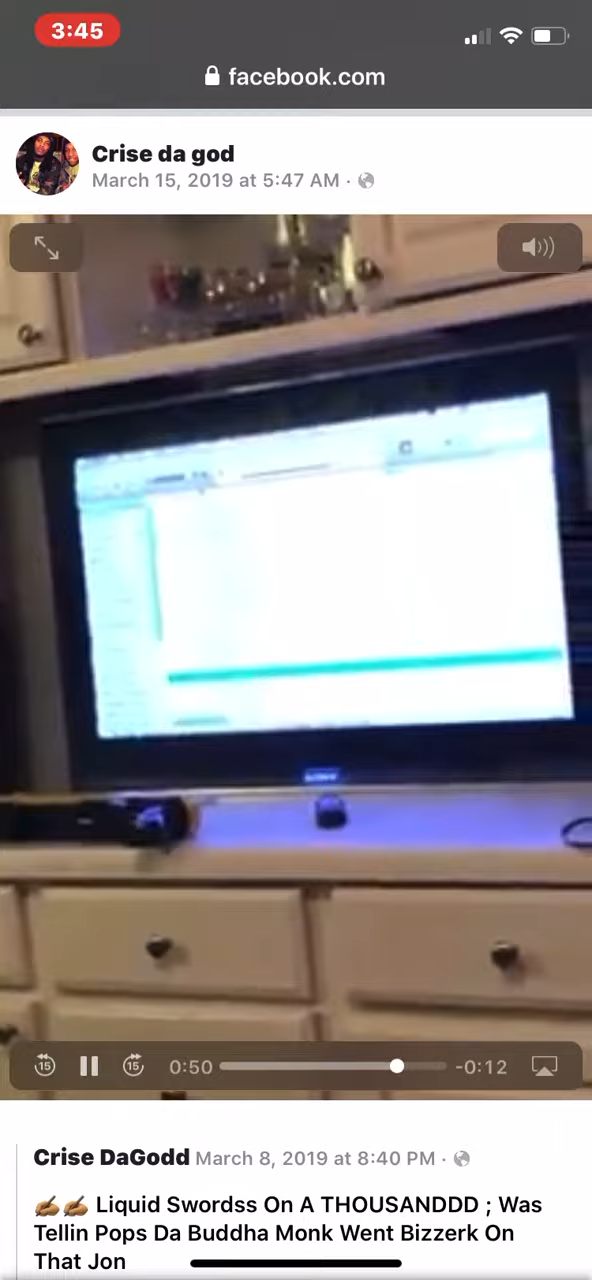 3:45
facebook.com
Crise da god
March 15, 2019 at 5:47 AM ·
15
15
0:50
-0:12
Crise DaGodd March 8, 2019 at 8:40 PM ·
✍🏾✍🏾 Liquid Swordss On A THOUSANDDD ; Was
Tellin Pops Da Buddha Monk Went Bizzerk On
That Jon